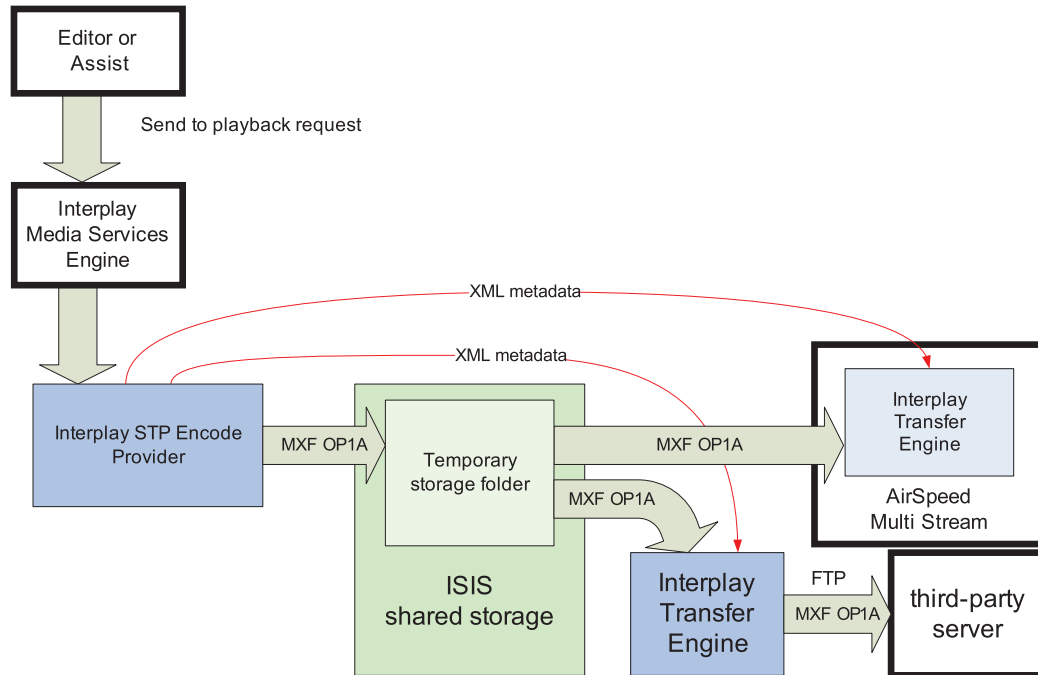 Editor or
Assist
Send to playback request
Interplay
Media Services
Engine
XML metadata
XML metadata
Interplay STP Encode
Provider
MXF OP1A
Temporary
storage folder
MXF OP1A
MXF OP1A
Interplay
Transfer
Engine
AirSpeed
Multi Stream
ISIS
shared storage
Interplay
Transfer
Engine
FTP
MXF OP1A
third-party
server